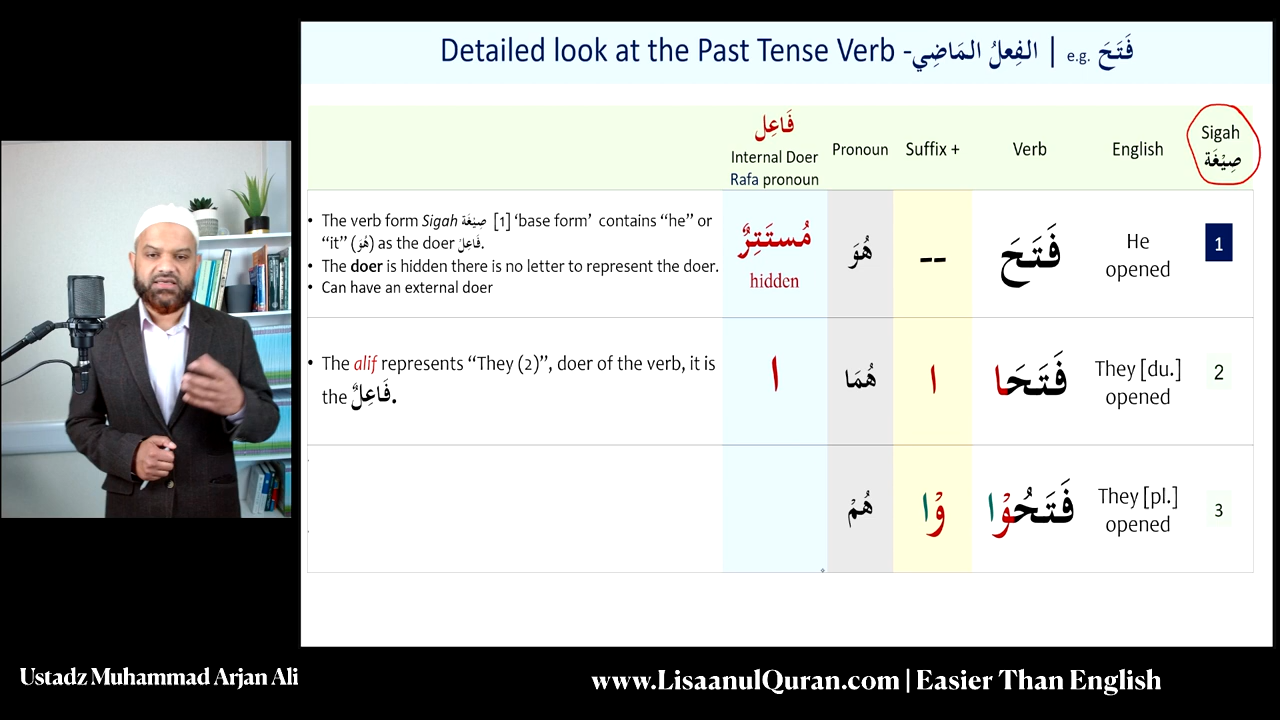 Detailed look at the Past Tense Verb - الفِعلُ المَاضِي | e.g. فَتَحَ
فَاعِل
Internal Doer
Rafa pronoun
Pronoun
Suffix +
Verb
English
Sigah
صِيْغَة
• The verb form Sigah صِيْغَة [1] ‘base form’ contains “he” or
“it” (هُوَ) as the doer فَاعِلٌ.
• The doer is hidden there is no letter to represent the doer.
• Can have an external doer
مُستَتِرٌ
hidden
هُوَ
--
فَتَحَ
He
opened
1
• The alif represents “They (2)”, doer of the verb, it is
the فَاعِلٌ.
ا
هُمَا
ا
فَتَحَا
They [du.]
opened
2
هُمْ
وْا
فَتَحُوْا
They [pl.]
opened
3
Ustadz Muhammad Arjan Ali
www.LisaanulQuran.com | Easier Than English